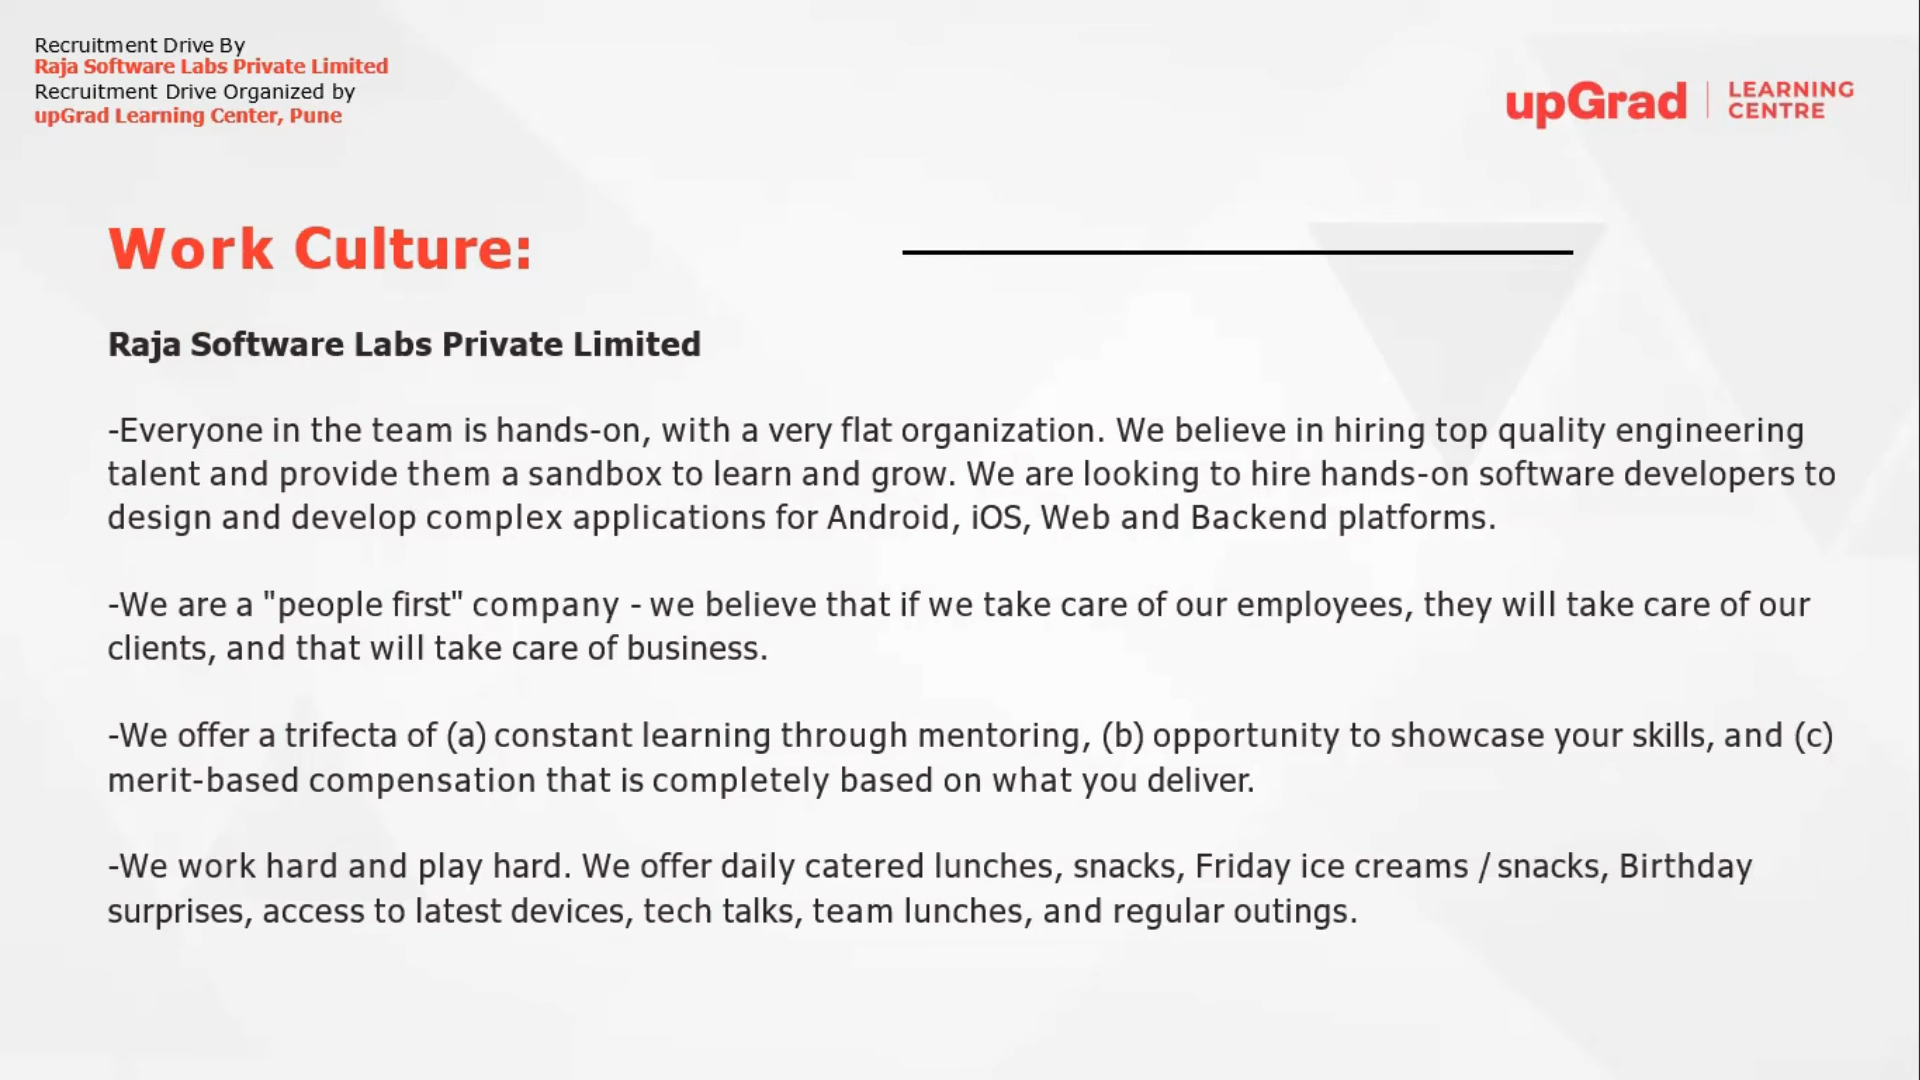 Recruitment Drive By
Raja Software Labs Private Limited
Recruitment Drive Organized by
upGrad Learning Center, Pune
upGrad | LEARNING
CENTRE
Work Culture:
Raja Software Labs Private Limited
-Everyone in the team is hands-on, with a very flat organization. We believe in hiring top quality engineering
talent and provide them a sandbox to learn and grow. We are looking to hire hands-on software developers to
design and develop complex applications for Android, iOS, Web and Backend platforms.
-We are a "people first" company - we believe that if we take care of our employees, they will take care of our
clients, and that will take care of business.
-We offer a trifecta of (a) constant learning through mentoring, (b) opportunity to showcase your skills, and (c)
merit-based compensation that is completely based on what you deliver.
-We work hard and play hard. We offer daily catered lunches, snacks, Friday ice creams / snacks, Birthday
surprises, access to latest devices, tech talks, team lunches, and regular outings.